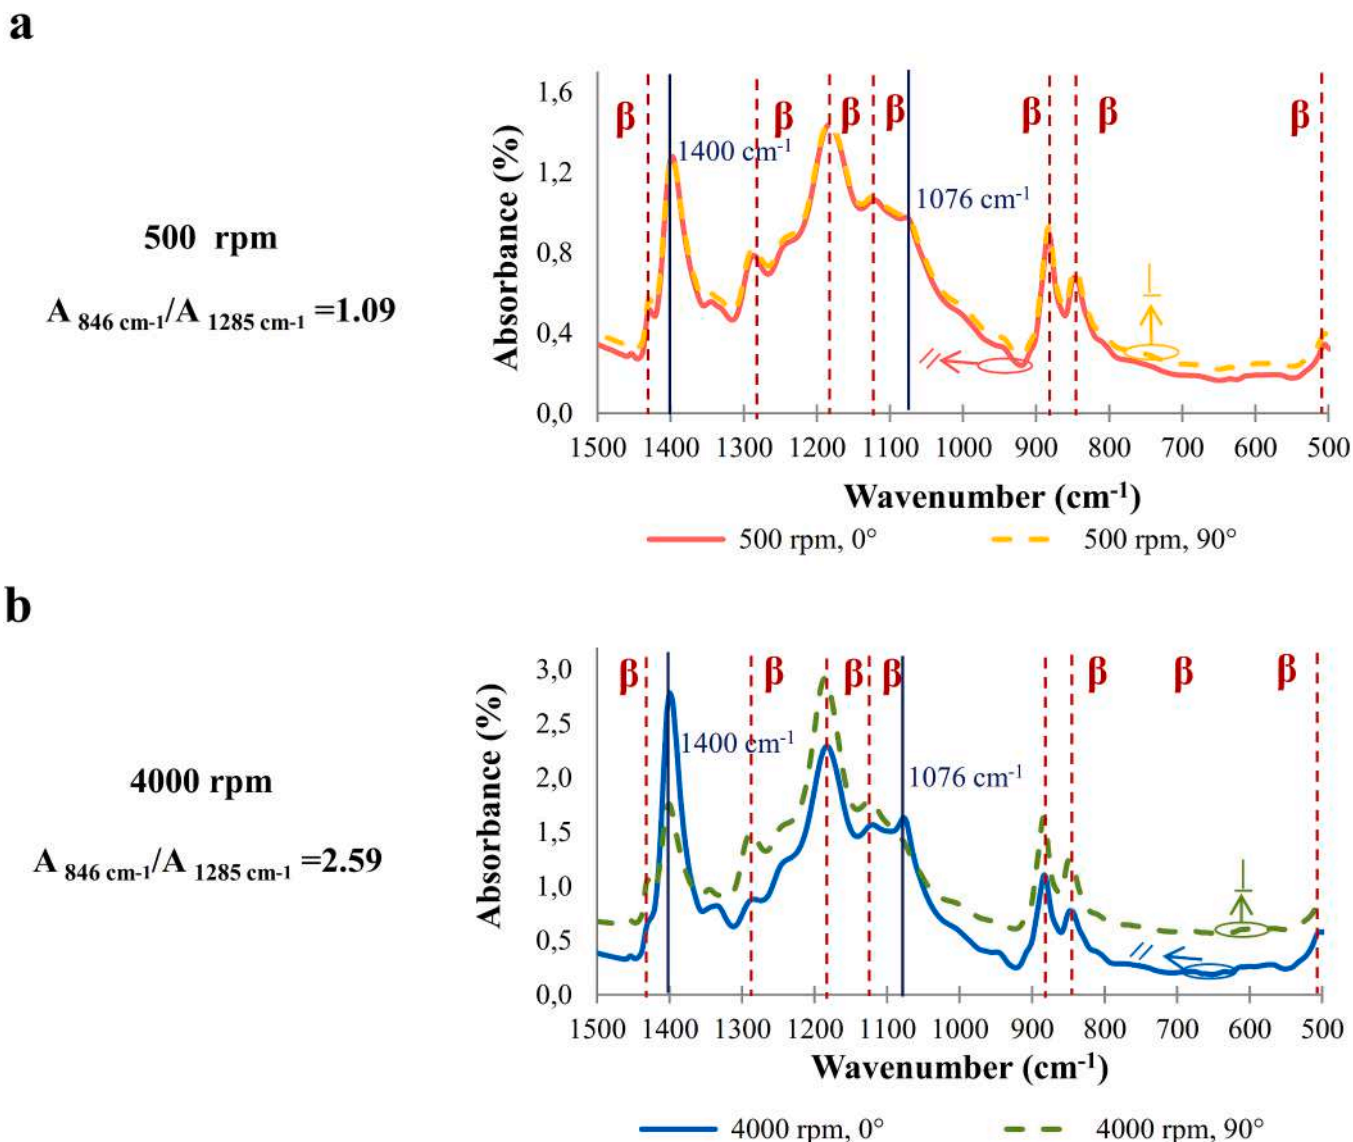 a
500 rpm
A 846 cm-1/A 1285 cm-1 =1.09
Absorbance (%)
1,6
1,2
0,8
0,4
0,0
β β β β β β β
1400 cm-1
1076 cm-1
//
⊥
1500 1400 1300 1200 1100 1000 900 800 700 600 500
Wavenumber (cm-1)
500 rpm, 0°
500 rpm, 90°
b
4000 rpm
A 846 cm-1/A 1285 cm-1 =2.59
Absorbance (%)
3,0
2,5
2,0
1,5
1,0
0,5
0,0
β β β β β β β
1400 cm-1
1076 cm-1
//
⊥
1500 1400 1300 1200 1100 1000 900 800 700 600 500
Wavenumber (cm-1)
4000 rpm, 0°
4000 rpm, 90°